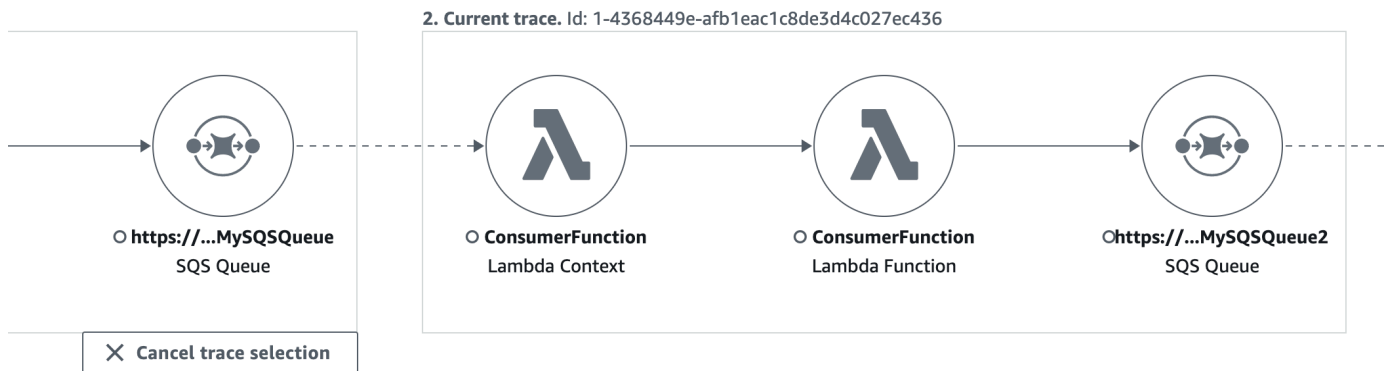 2. Current trace. Id: 1-4368449e-afb1eac1c8de3d4c027ec436
https://...MySQSQueue
SQS Queue
ConsumerFunction
Lambda Context
ConsumerFunction
Lambda Function
https://...MySQSQueue2
SQS Queue
Cancel trace selection